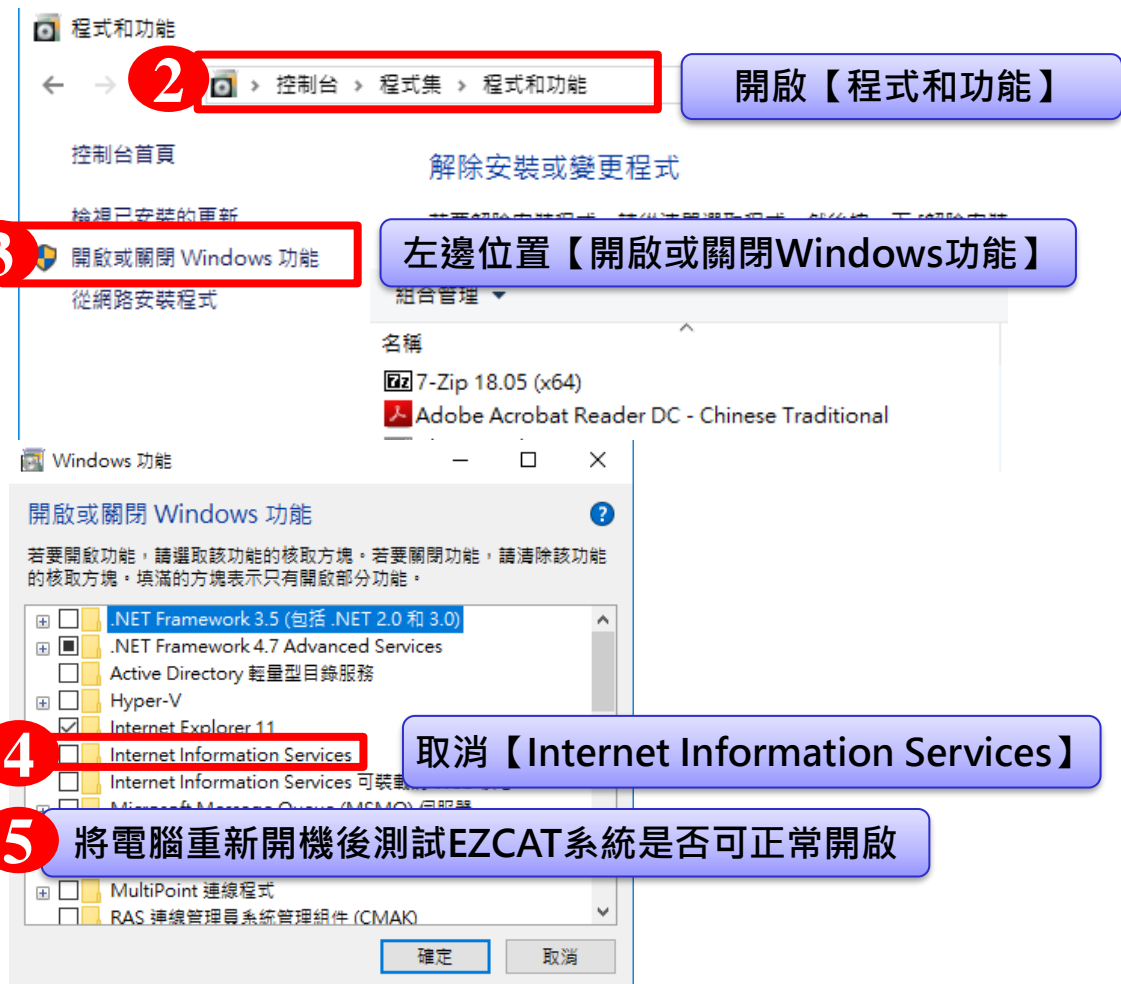 程式和功能
2
控制台 › 程式集 › 程式和功能
開啟【程式和功能】
控制台首頁
解除安裝或變更程式
檢視已安裝的更新
3
開啟或關閉 Windows 功能
左邊位置【開啟或關閉Windows功能】
從網路安裝程式
組合管理
名稱
7-Zip 18.05 (x64)
Adobe Acrobat Reader DC - Chinese Traditional
Windows 功能
開啟或關閉 Windows 功能
若要開啟功能，請選取該功能的核取方塊。若要關閉功能，請清除該功能
的核取方塊。填滿的方塊表示只有開啟部分功能。
.NET Framework 3.5 (包括 .NET 2.0 和 3.0)
.NET Framework 4.7 Advanced Services
Active Directory 輕量型目錄服務
Hyper-V
Internet Explorer 11
4
Internet Information Services
取消【Internet Information Services】
Internet Information Services 可裝載
Microsoft Message Queue (MSMQ) 伺服器
5
將電腦重新開機後測試EZCAT系統是否可正常開啟
MultiPoint 連線程式
RAS 連線管理員系統管理組件 (CMAK)
確定
取消